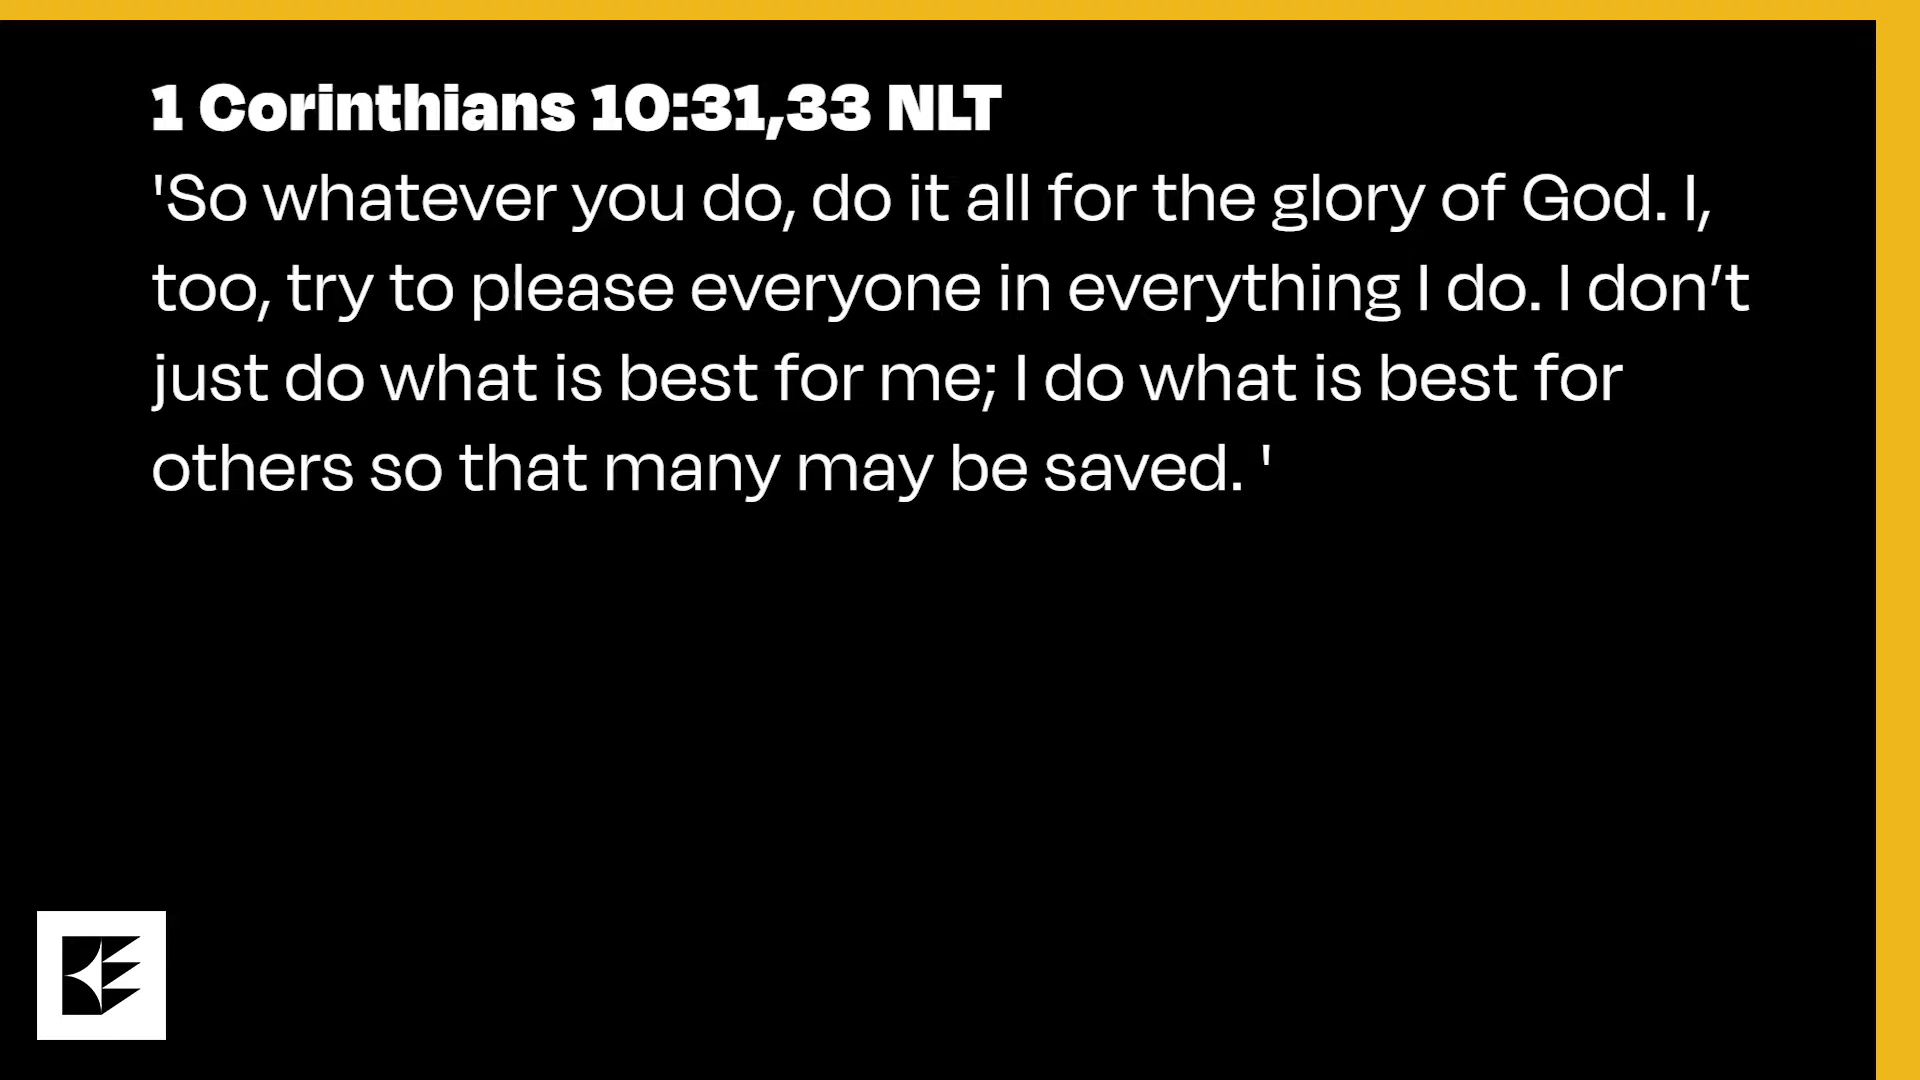 1 Corinthians 10:31,33 NLT
'So whatever you do, do it all for the glory of God. I,
too, try to please everyone in everything I do. I don’t
just do what is best for me; I do what is best for
others so that many may be saved. '